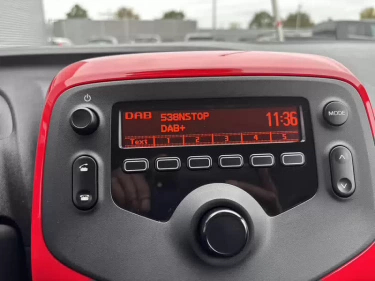 DAB 538NSTOP 11:36
DAB+
Text 1 2 3 4 5
MODE